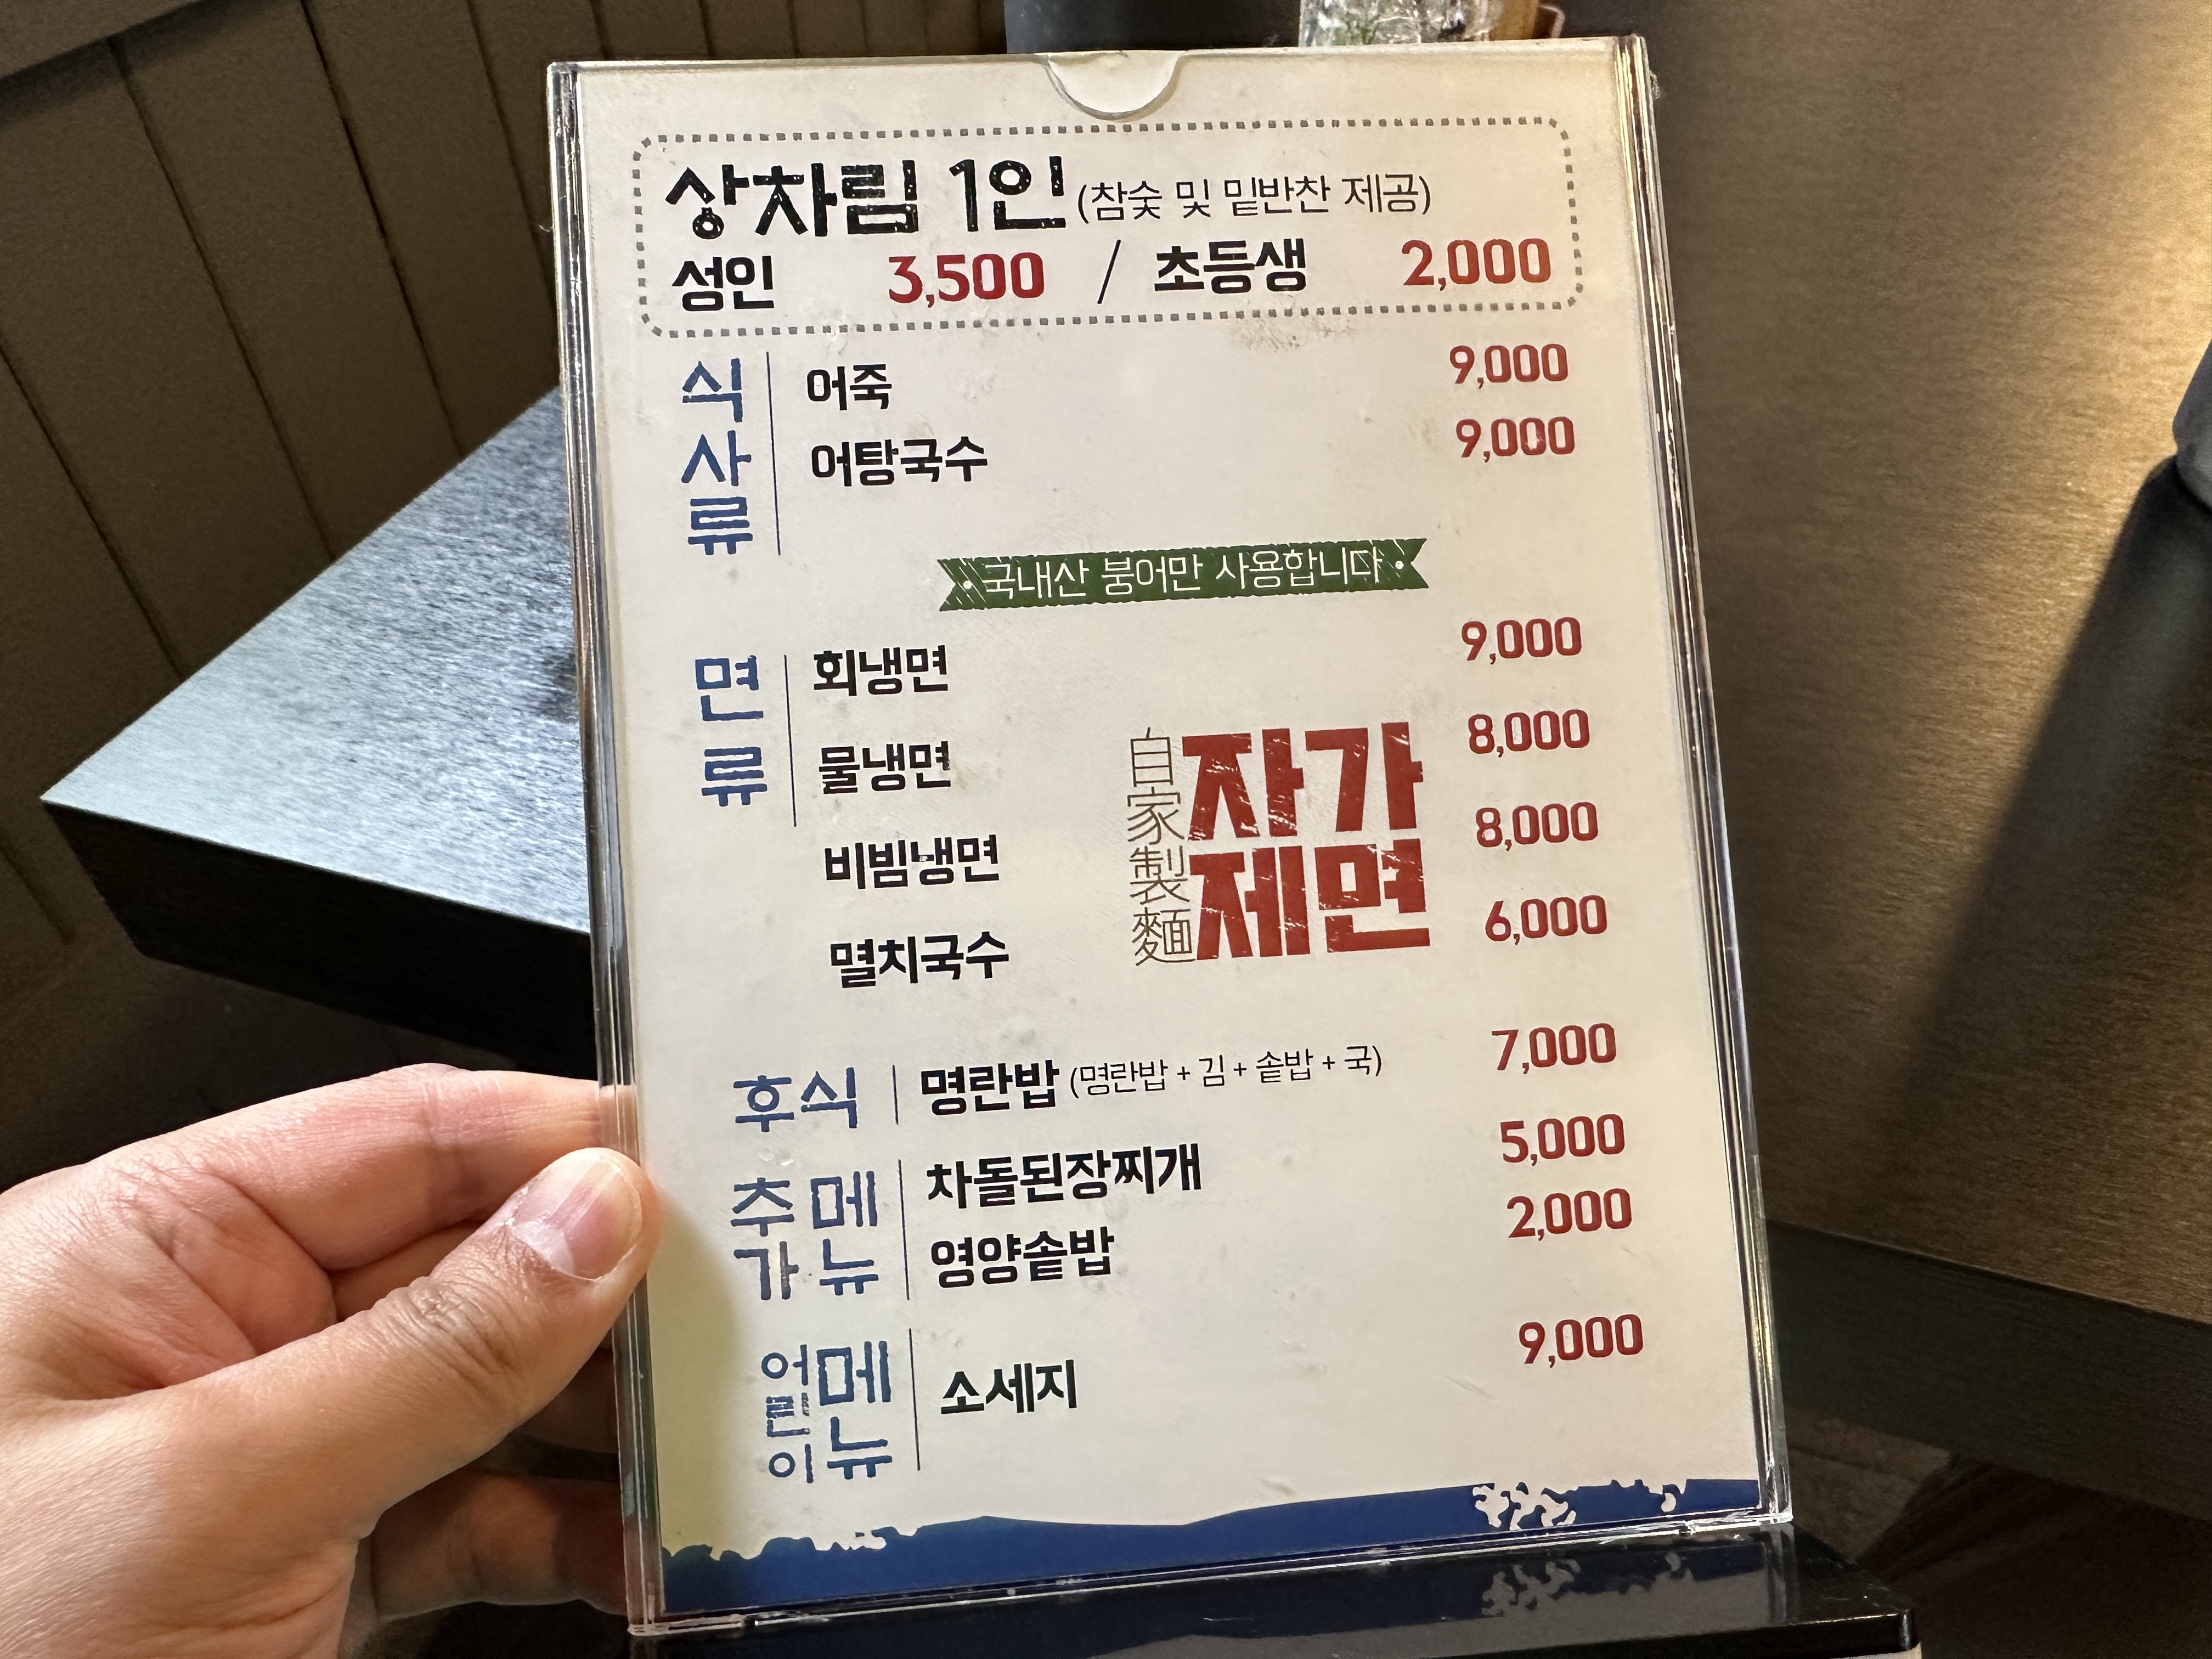 상차림 1인 (참숯 및 밑반찬 제공)
성인 3,500 / 초등생 2,000
식사류
어죽 9,000
어탕국수 9,000
국내산 붕어만 사용합니다
면류
회냉면 9,000
물냉면 8,000
비빔냉면 8,000
멸치국수 6,000
自家製麵
자가
제면
후식
명란밥 (명란밥 + 김 + 솥밥 + 국) 7,000
추가 메뉴
차돌된장찌개 5,000
영양솥밥 2,000
어린이 메뉴
소세지 9,000